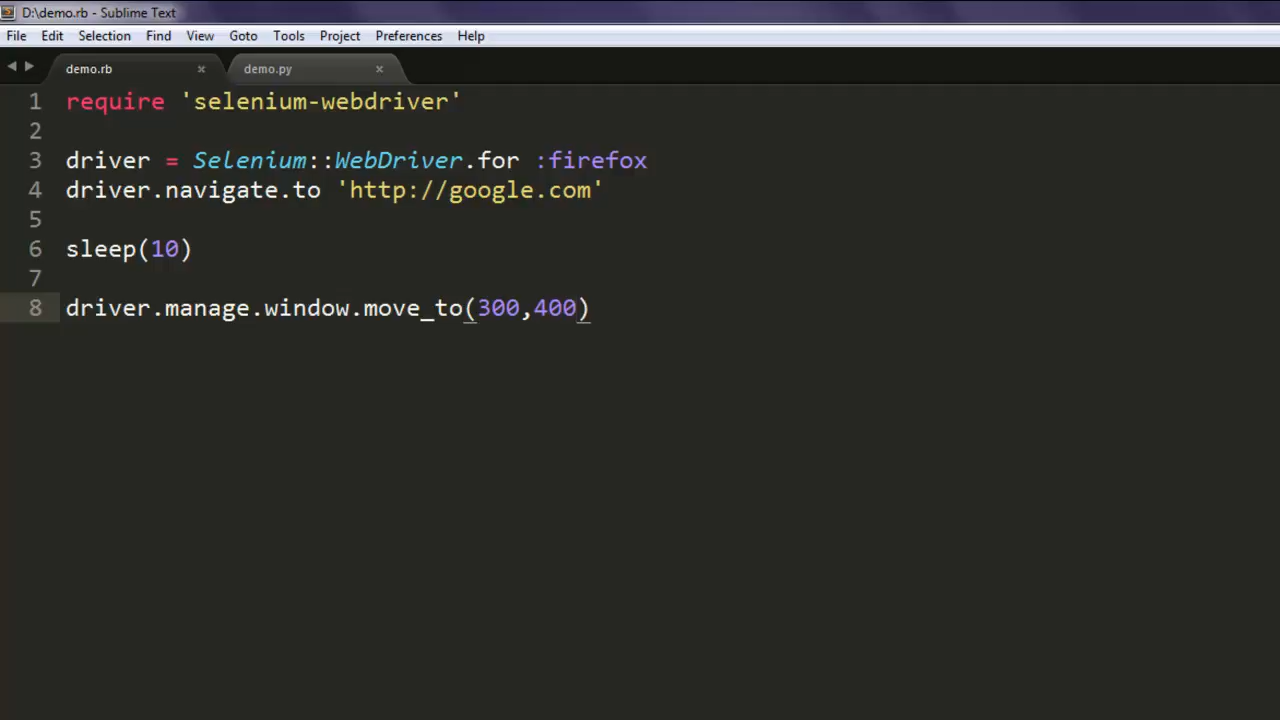 D:\demo.rb - Sublime Text
File Edit Selection Find View Goto Tools Project Preferences Help
demo.rb × demo.py ×
1 require 'selenium-webdriver'
2
3 driver = Selenium::WebDriver.for :firefox
4 driver.navigate.to 'http://google.com'
5
6 sleep(10)
7
8 driver.manage.window.move_to(300,400)